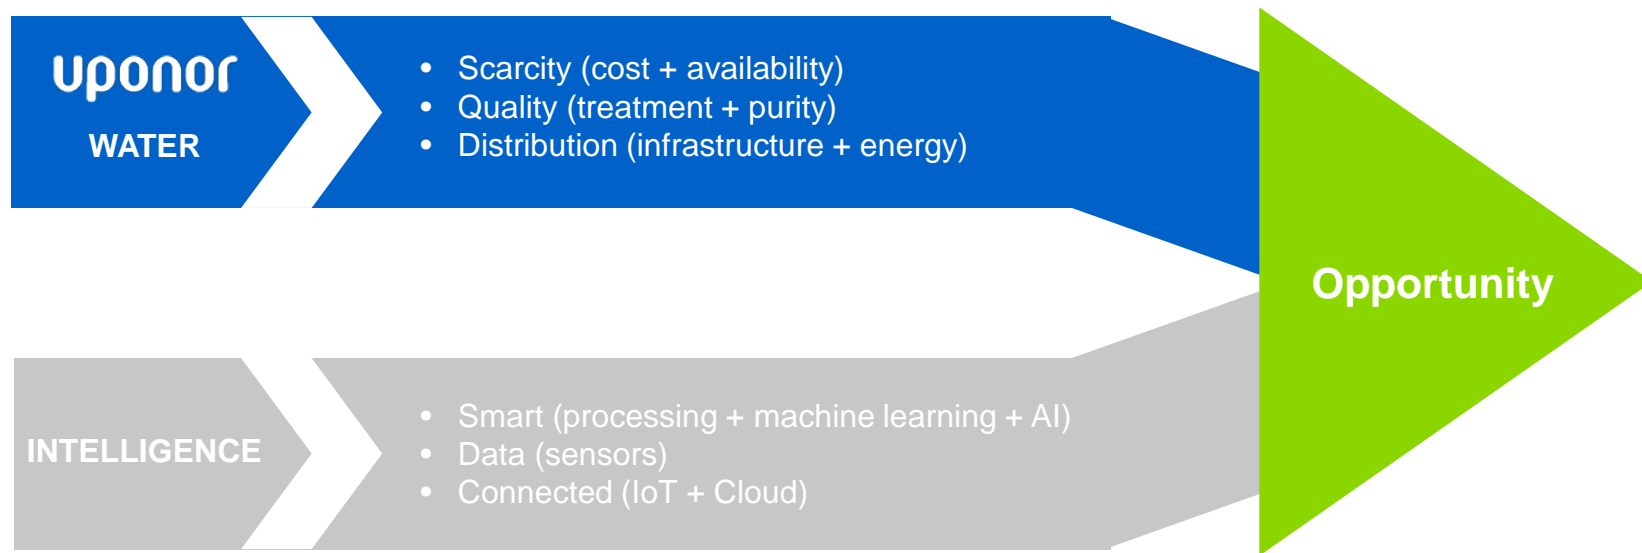 uponor
WATER
• Scarcity (cost + availability)
• Quality (treatment + purity)
• Distribution (infrastructure + energy)
Opportunity
INTELLIGENCE
• Smart (processing + machine learning + AI)
• Data (sensors)
• Connected (IoT + Cloud)